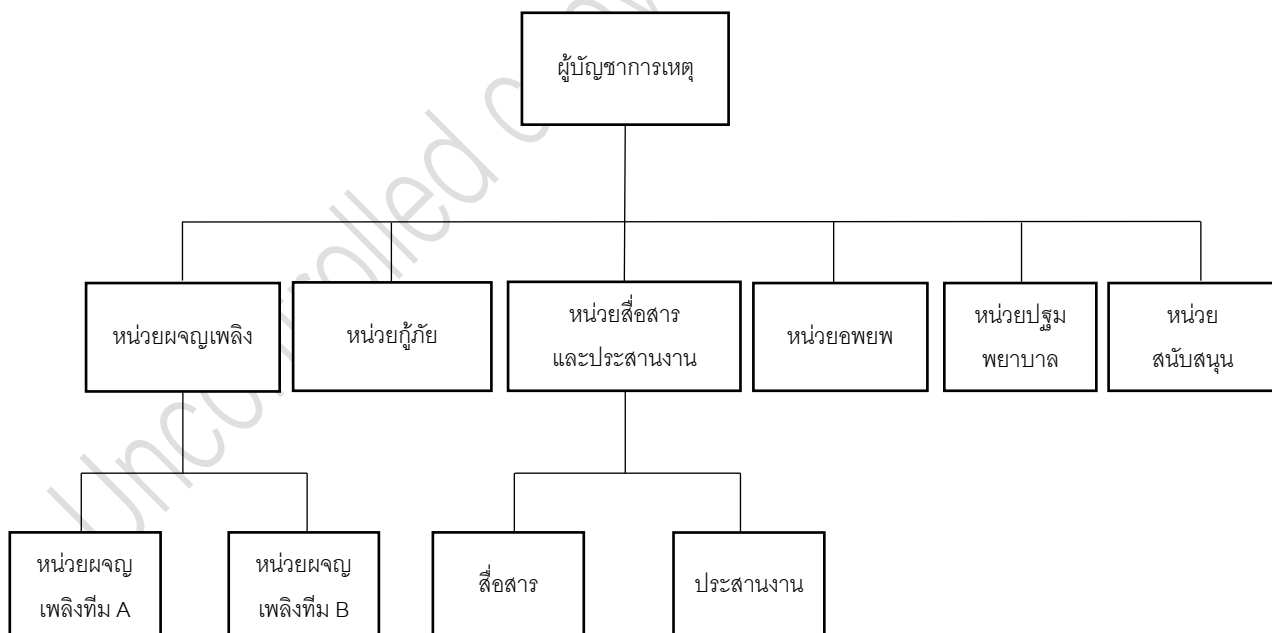 ผู้บัญชาการเหตุ
หน่วยผจญเพลิง
หน่วยกู้ภัย
หน่วยสื่อสาร
และประสานงาน
หน่วยอพยพ
หน่วยปฐม
พยาบาล
หน่วย
สนับสนุน
หน่วยผจญ
เพลิงทีม A
หน่วยผจญ
เพลิงทีม B
สื่อสาร
ประสานงาน
Uncontrolled